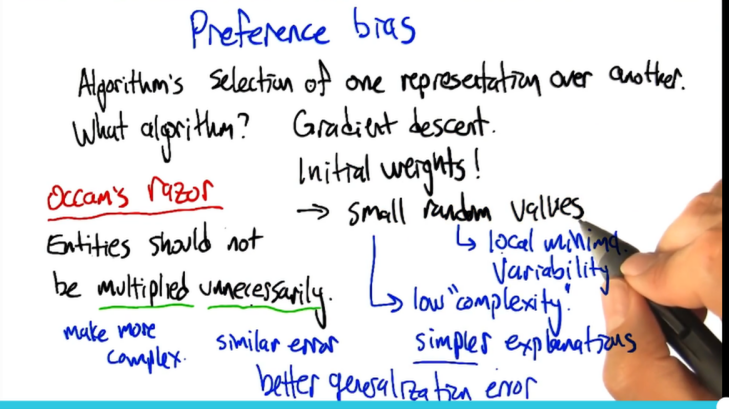 Preference bias
Algorithm's selection of one representation over another.
What algorithm? Gradient descent.
Initial weights!
→ small random values
↳ local minima
variability
↳ low "complexity"
simpler explanations
Occam's razor
Entities should not
be multiplied unnecessarily.
make more
complex.
similar error
better generalization error